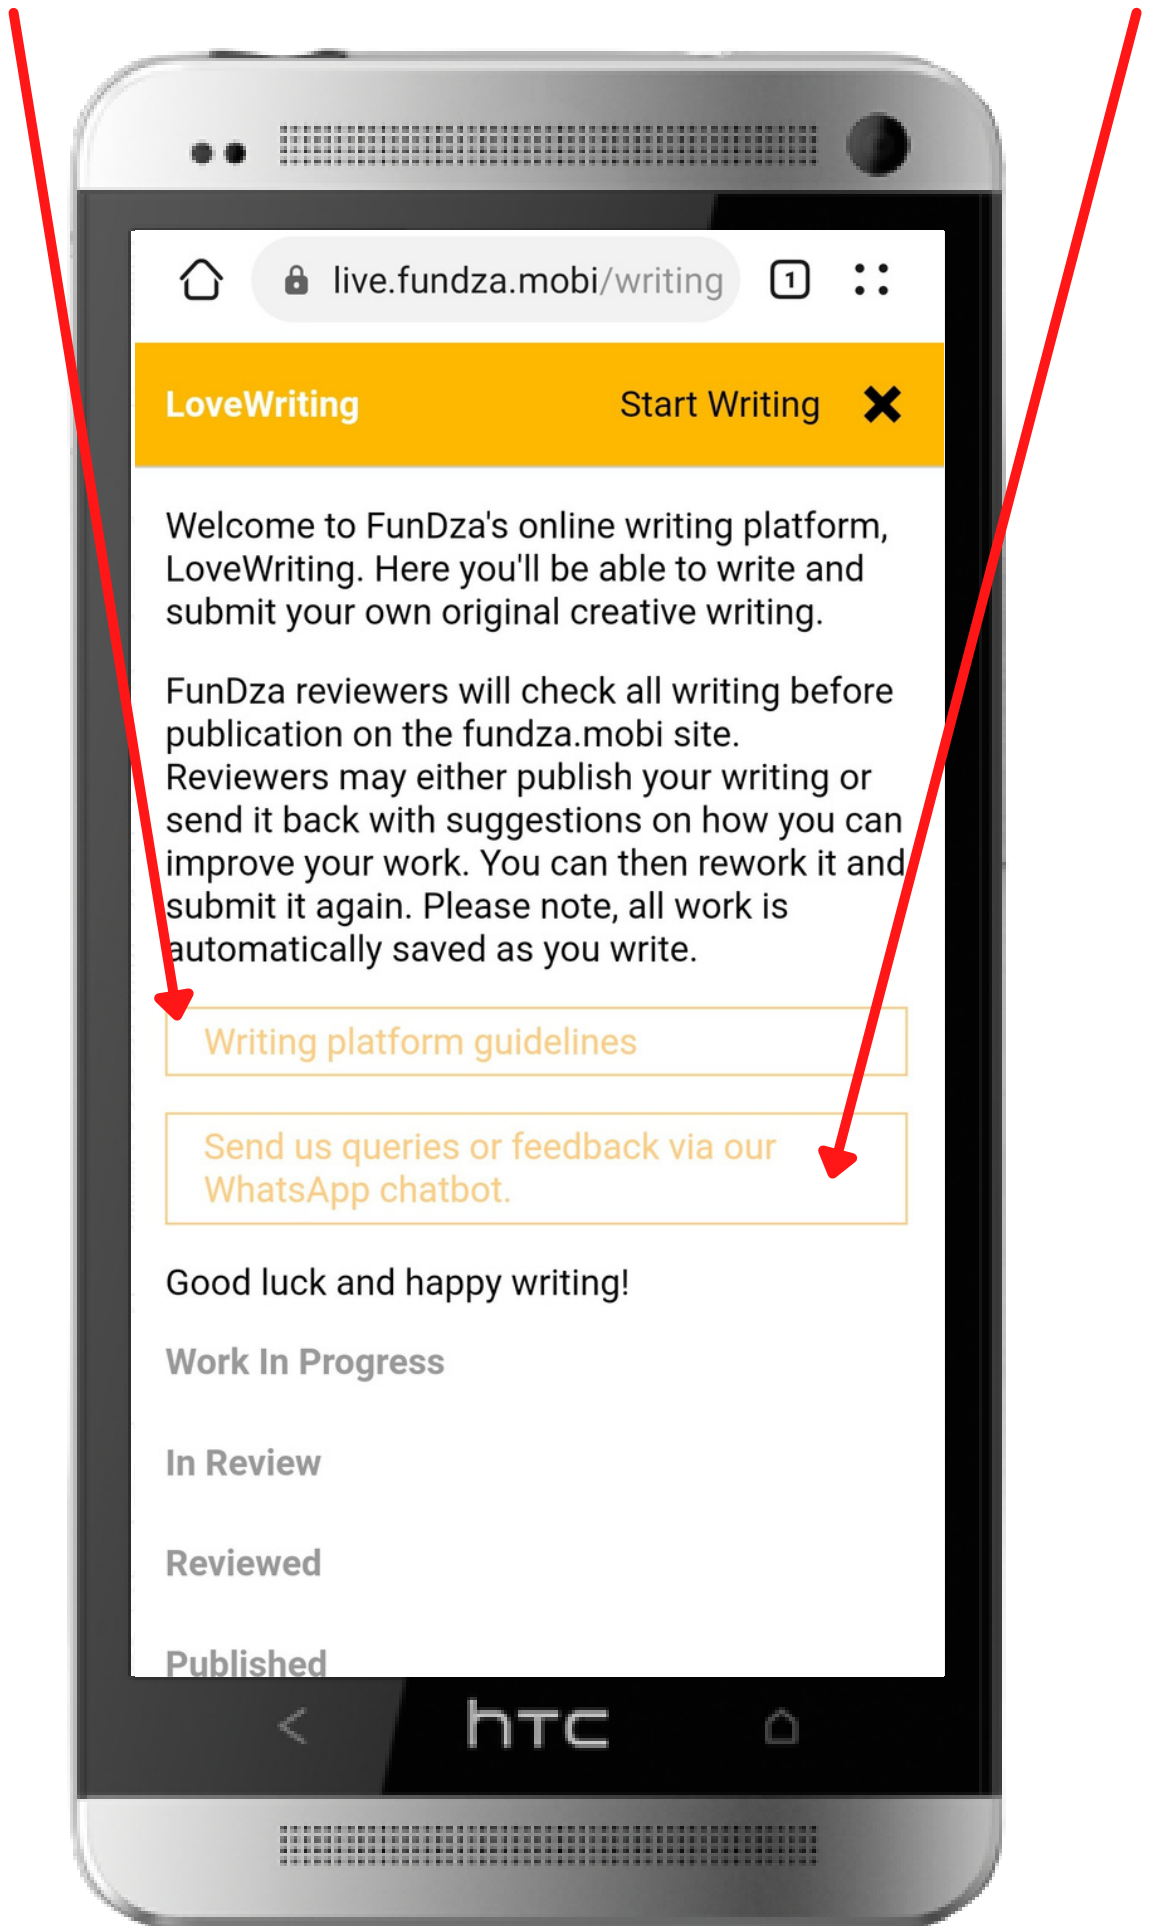 live.fundza.mobi/writing
1
LoveWriting
Start Writing
Welcome to FunDza's online writing platform,
LoveWriting. Here you'll be able to write and
submit your own original creative writing.
FunDza reviewers will check all writing before
publication on the fundza.mobi site.
Reviewers may either publish your writing or
send it back with suggestions on how you can
improve your work. You can then rework it and
submit it again. Please note, all work is
automatically saved as you write.
Writing platform guidelines
Send us queries or feedback via our
WhatsApp chatbot.
Good luck and happy writing!
Work In Progress
In Review
Reviewed
Published
hTC